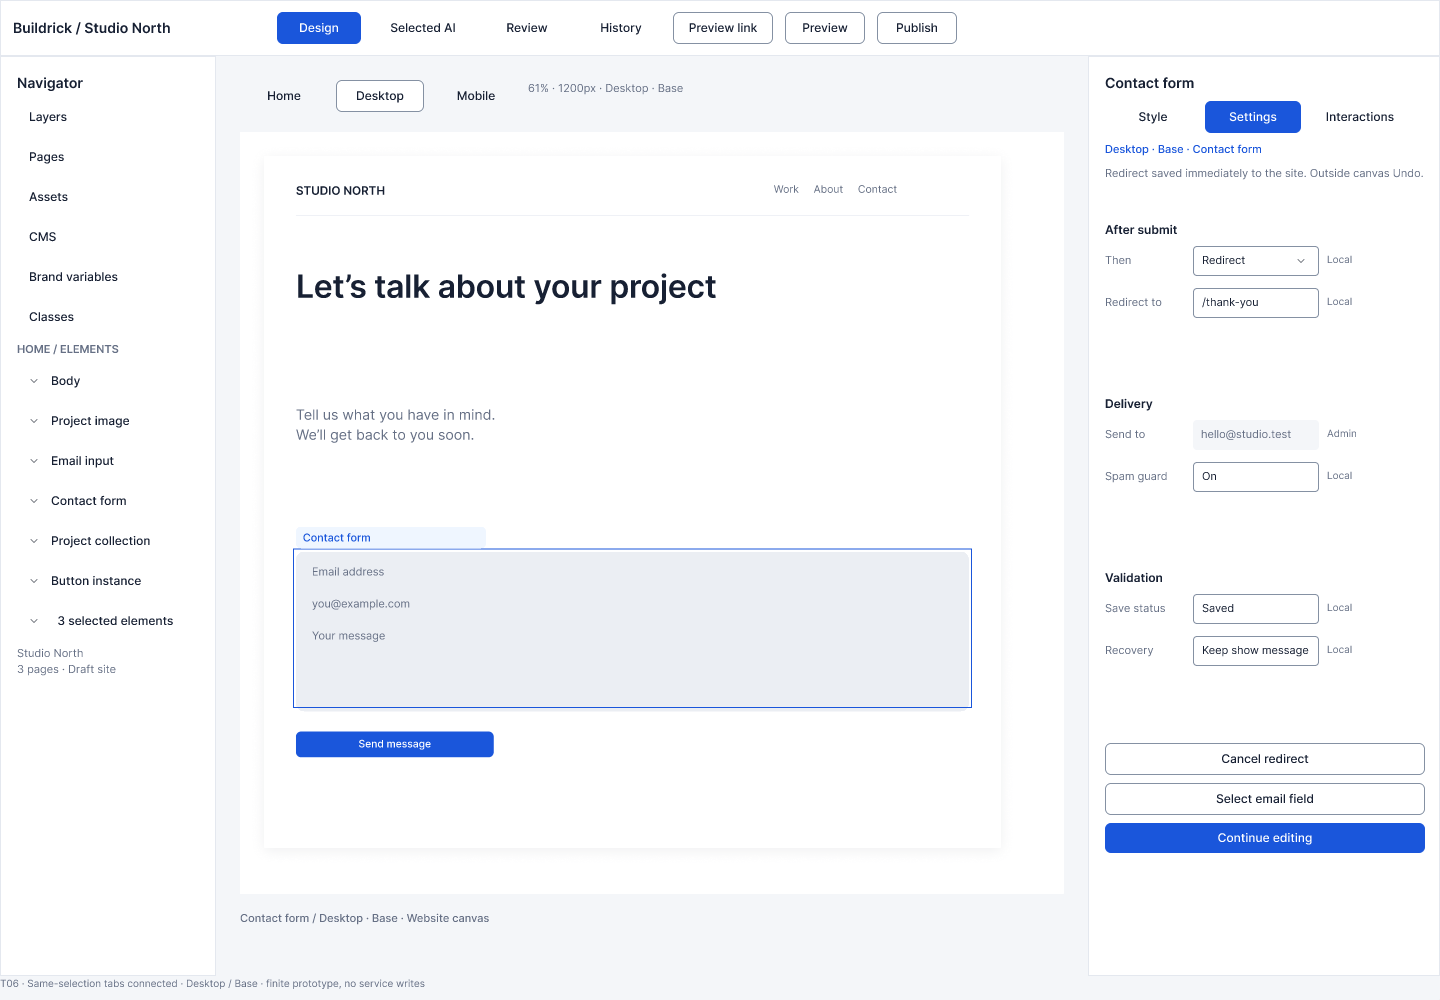 Buildrick / Studio North
Design
Selected AI
Review
History
Preview link
Preview
Publish
Navigator
Layers
Pages
Assets
CMS
Brand variables
Classes
HOME / ELEMENTS
Body
Project image
Email input
Contact form
Project collection
Button instance
3 selected elements
Studio North
3 pages · Draft site
Home
Desktop
Mobile
61% · 1200px · Desktop · Base
STUDIO NORTH
Work
About
Contact
Let’s talk about your project
Tell us what you have in mind.
We’ll get back to you soon.
Contact form
Email address
you@example.com
Your message
Send message
Contact form / Desktop · Base · Website canvas
Contact form
Style
Settings
Interactions
Desktop · Base · Contact form
Redirect saved immediately to the site. Outside canvas Undo.
After submit
Then
Redirect
Local
Redirect to
/thank-you
Local
Delivery
Send to
hello@studio.test
Admin
Spam guard
On
Local
Validation
Save status
Saved
Local
Recovery
Keep show message
Local
Cancel redirect
Select email field
Continue editing
T06 · Same-selection tabs connected · Desktop / Base · finite prototype, no service writes